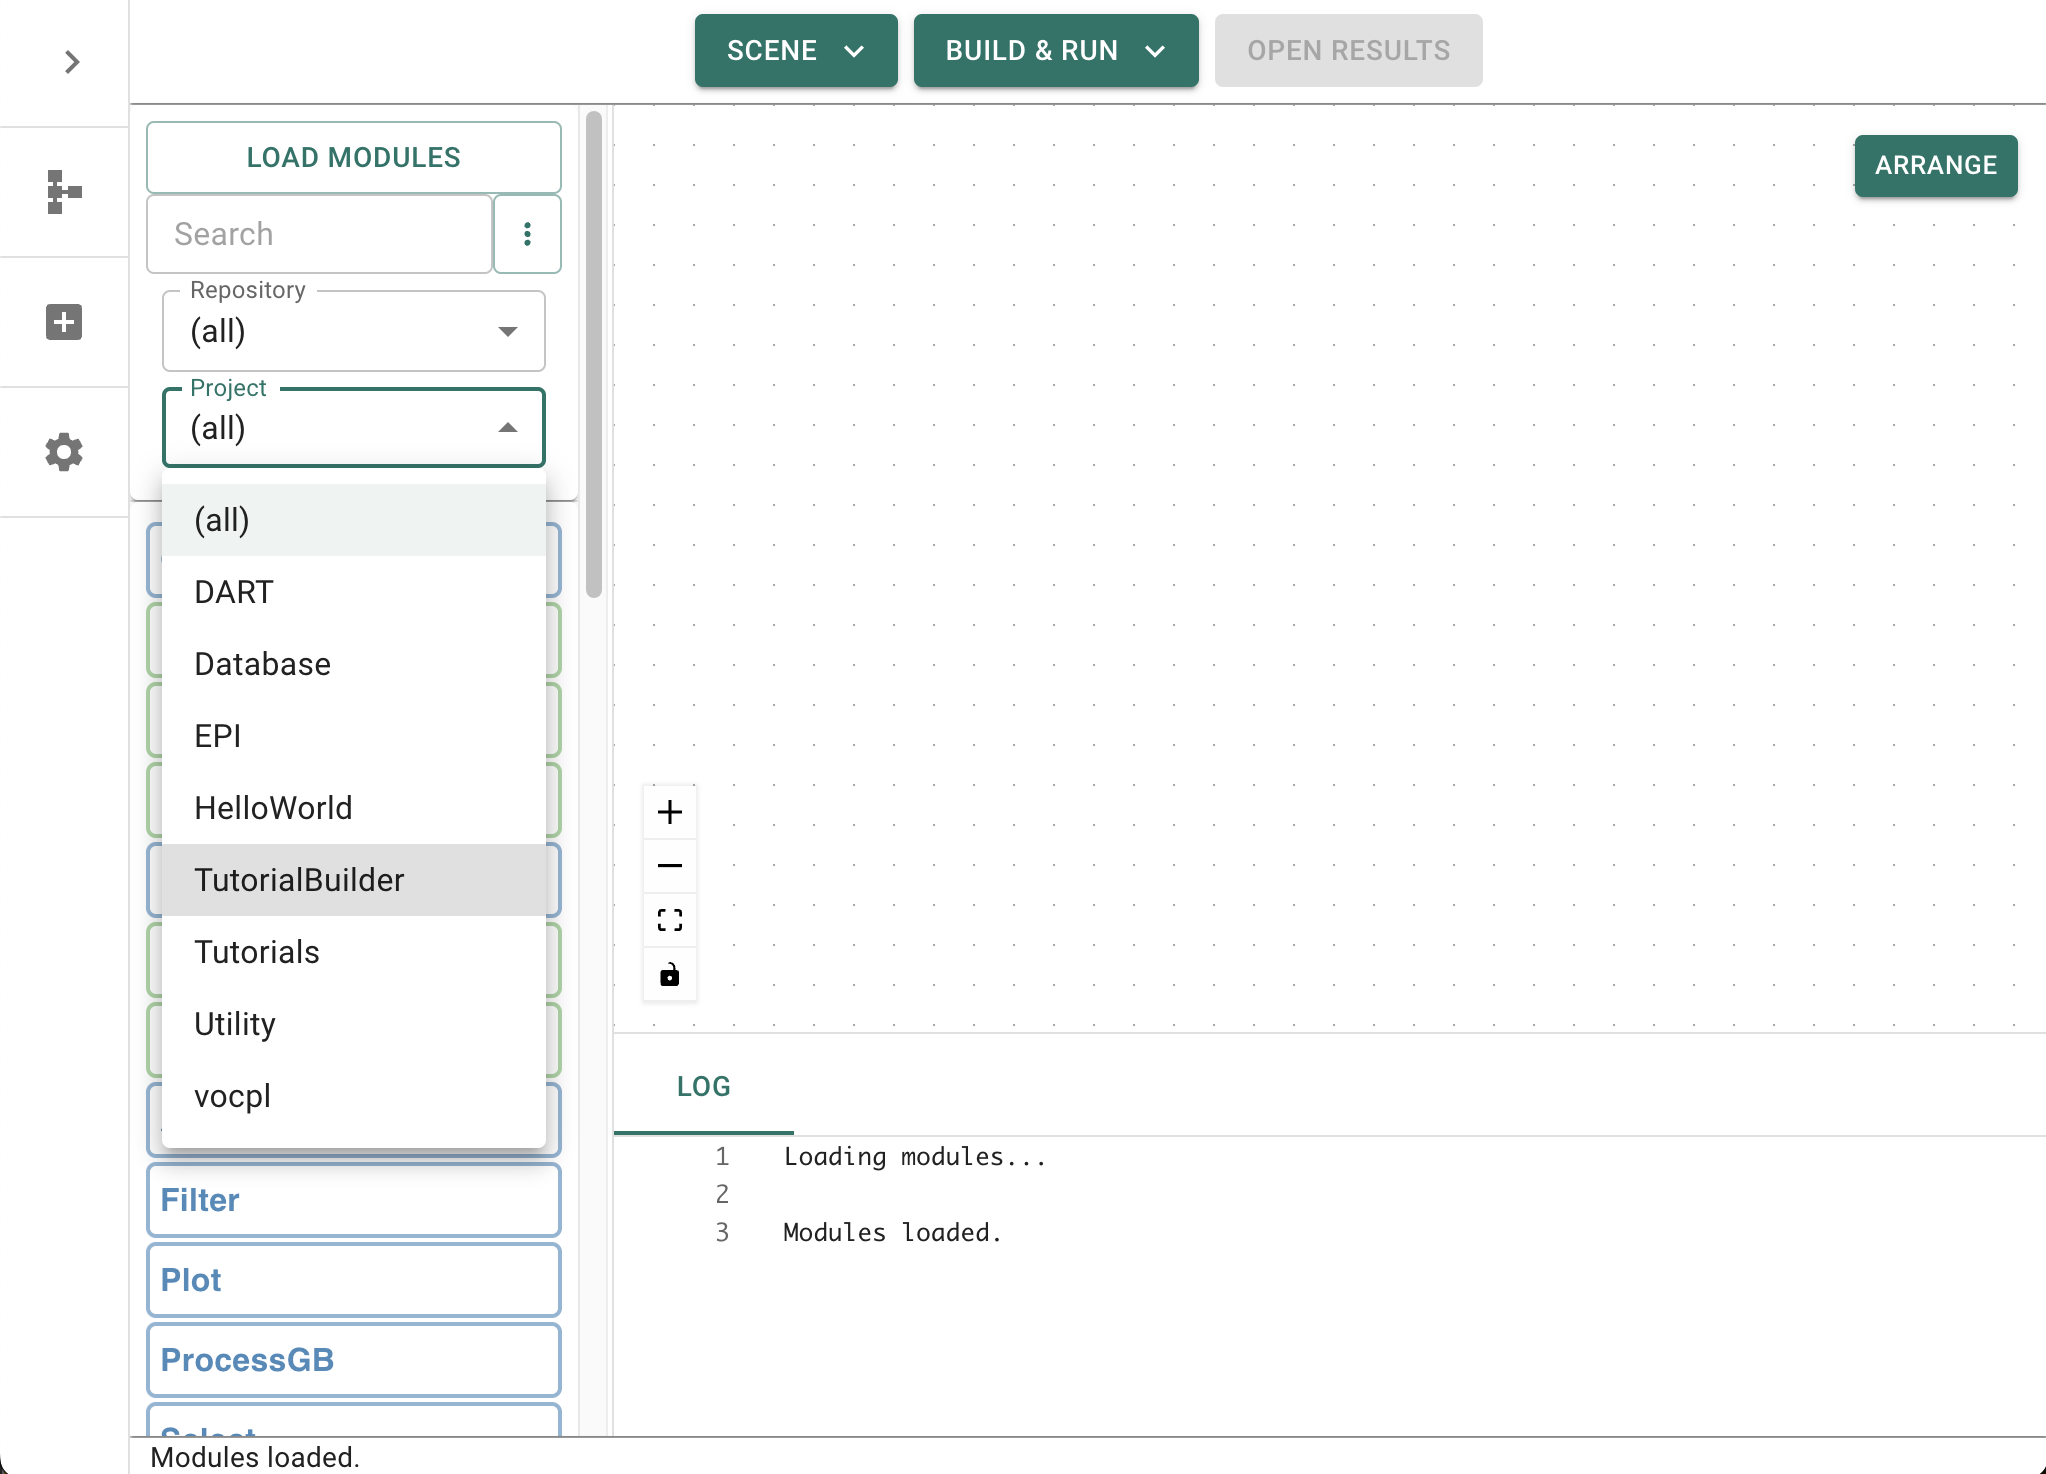 SCENE
BUILD & RUN
OPEN RESULTS
LOAD MODULES
Search
Repository
(all)
Project
(all)
(all)
DART
Database
EPI
HelloWorld
TutorialBuilder
Tutorials
Utility
vocpl
Filter
Plot
ProcessGB
Select
ARRANGE
LOG
1 Loading modules...
2
3 Modules loaded.
Modules loaded.